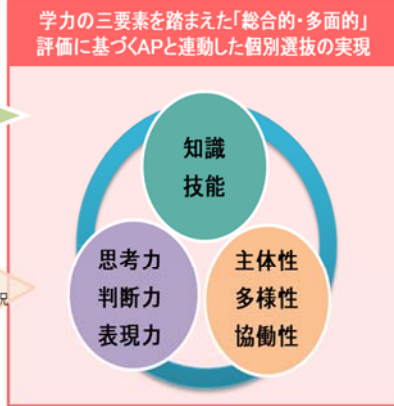 学力の三要素を踏まえた「総合的・多面的」
評価に基づくAPと連動した個別選抜の実現
知識
技能
思考力
判断力
表現力
主体性
多様性
協働性
況